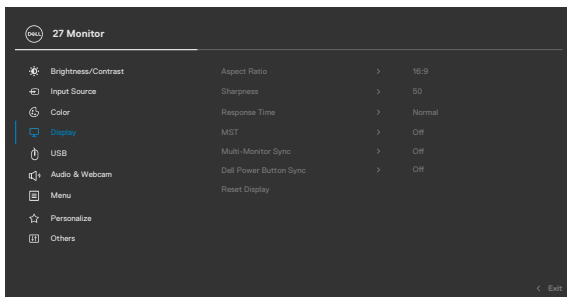 DELL 27 Monitor
Brightness/Contrast
Input Source
Color
Display
USB
Audio & Webcam
Menu
Personalize
Others
Aspect Ratio > 16:9
Sharpness > 50
Response Time > Normal
MST > Off
Multi-Monitor Sync > Off
Dell Power Button Sync > Off
Reset Display
< Exit